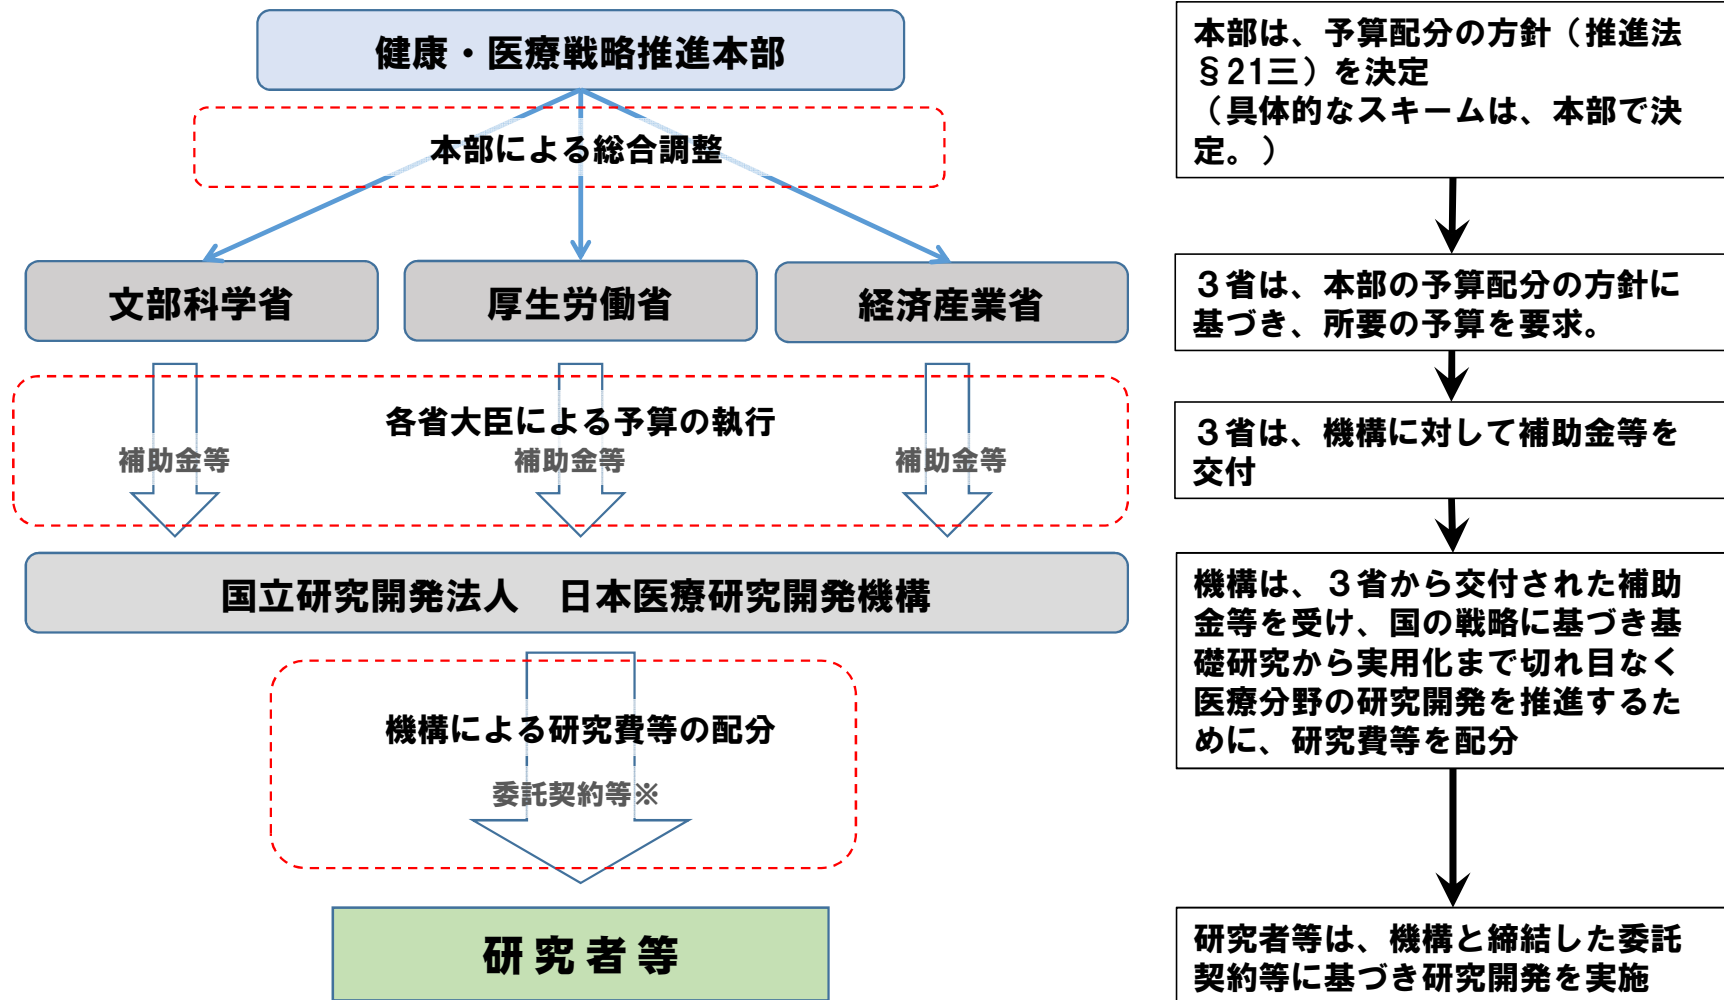 健康・医療戦略推進本部
本部による総合調整
文部科学省
厚生労働省
経済産業省
各省大臣による予算の執行
補助金等
補助金等
補助金等
国立研究開発法人　日本医療研究開発機構
機構による研究費等の配分
委託契約等※
研究者等
本部は、予算配分の方針（推進法
§21三）を決定
（具体的なスキームは、本部で決
定。）
３省は、本部の予算配分の方針に
基づき、所要の予算を要求。
３省は、機構に対して補助金等を
交付
機構は、３省から交付された補助
金等を受け、国の戦略に基づき基
礎研究から実用化まで切れ目なく
医療分野の研究開発を推進するた
めに、研究費等を配分
研究者等は、機構と締結した委託
契約等に基づき研究開発を実施